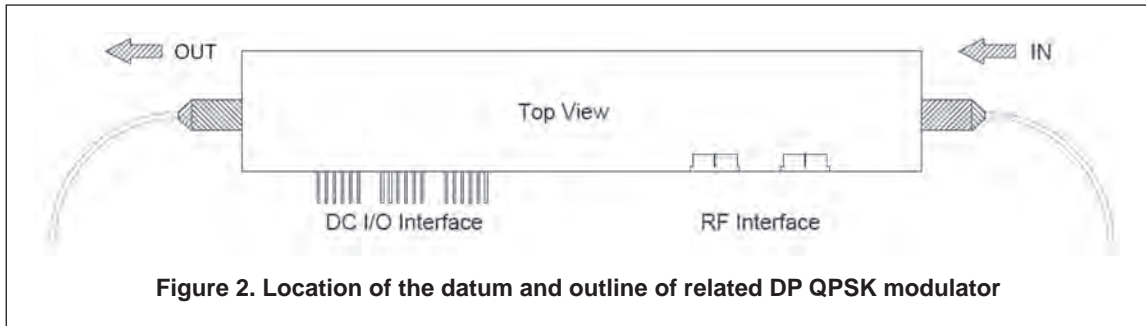 OUT
IN
Top View
DC I/O Interface
RF Interface
Figure 2. Location of the datum and outline of related DP QPSK modulator